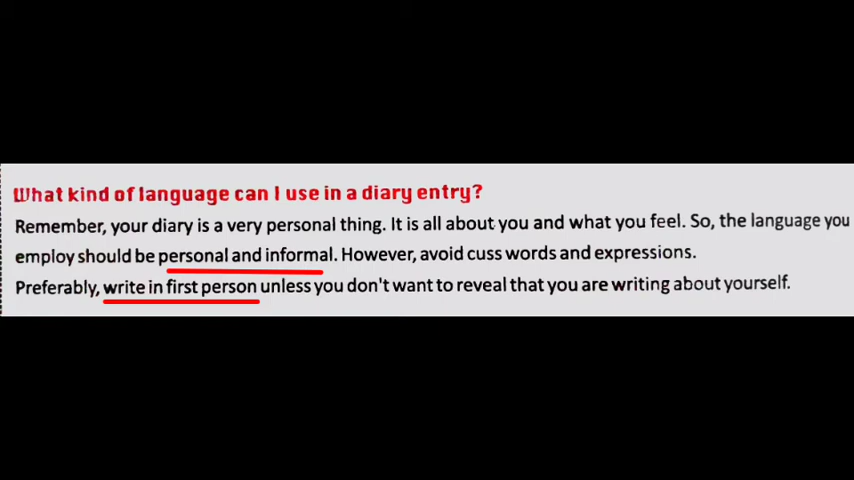 What kind of language can I use in a diary entry?
Remember, your diary is a very personal thing. It is all about you and what you feel. So, the language you
employ should be personal and informal. However, avoid cuss words and expressions.
Preferably, write in first person unless you don't want to reveal that you are writing about yourself.